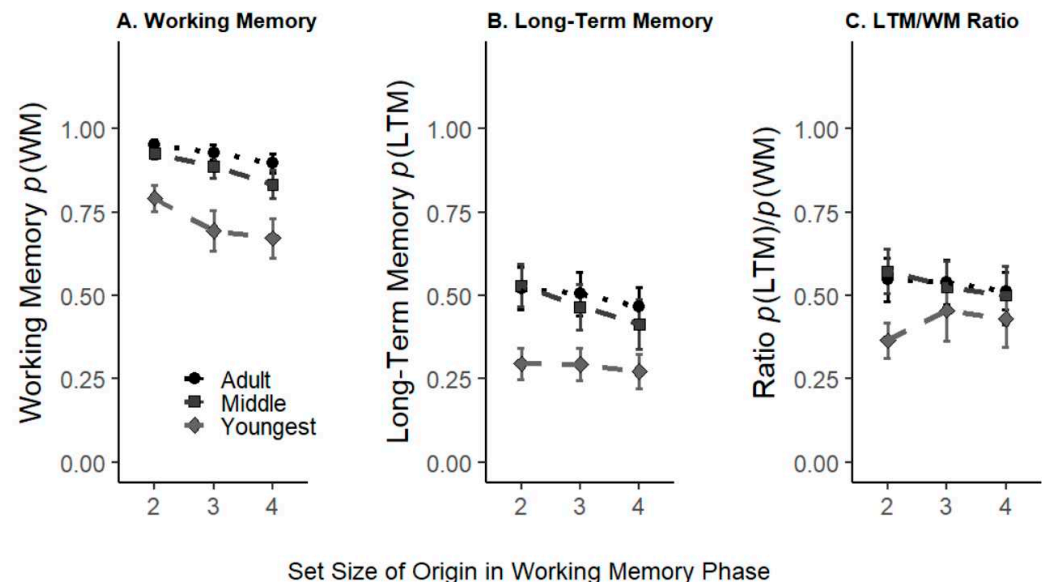 A. Working Memory
Working Memory p(WM)
1.00
0.75
0.50
0.25
0.00
Adult
Middle
Youngest
2 3 4
B. Long-Term Memory
Long-Term Memory p(LTM)
1.00
0.75
0.50
0.25
0.00
2 3 4
C. LTM/WM Ratio
Ratio p(LTM)/p(WM)
1.00
0.75
0.50
0.25
0.00
2 3 4
Set Size of Origin in Working Memory Phase